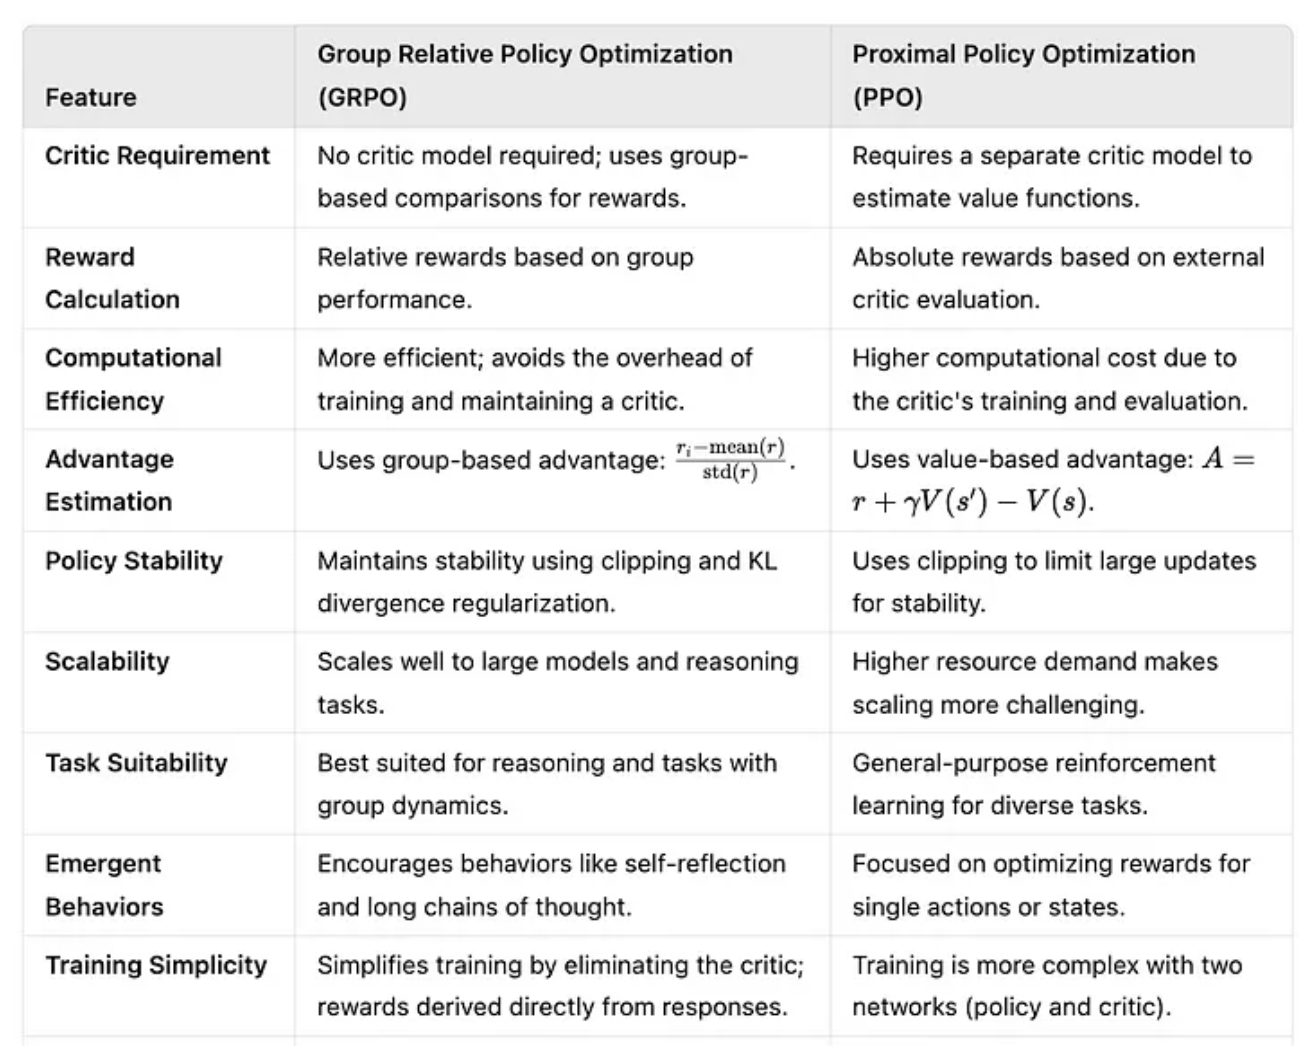 Group Relative Policy Optimization
Proximal Policy Optimization
Feature
(GRPO)
(PPO)
Critic Requirement
No critic model required; uses group-
based comparisons for rewards.
Requires a separate critic model to
estimate value functions.
Reward
Calculation
Relative rewards based on group
performance.
Absolute rewards based on external
critic evaluation.
Computational
Efficiency
More efficient; avoids the overhead of
training and maintaining a critic.
Higher computational cost due to
the critic's training and evaluation.
Advantage
Estimation
Uses group-based advantage: \frac{r_i-mean(r)}{std(r)}.
Uses value-based advantage: A =
r + γV(s′) − V(s).
Policy Stability
Maintains stability using clipping and KL
divergence regularization.
Uses clipping to limit large updates
for stability.
Scalability
Scales well to large models and reasoning
tasks.
Higher resource demand makes
scaling more challenging.
Task Suitability
Best suited for reasoning and tasks with
group dynamics.
General-purpose reinforcement
learning for diverse tasks.
Emergent
Behaviors
Encourages behaviors like self-reflection
and long chains of thought.
Focused on optimizing rewards for
single actions or states.
Training Simplicity
Simplifies training by eliminating the critic;
rewards derived directly from responses.
Training is more complex with two
networks (policy and critic).